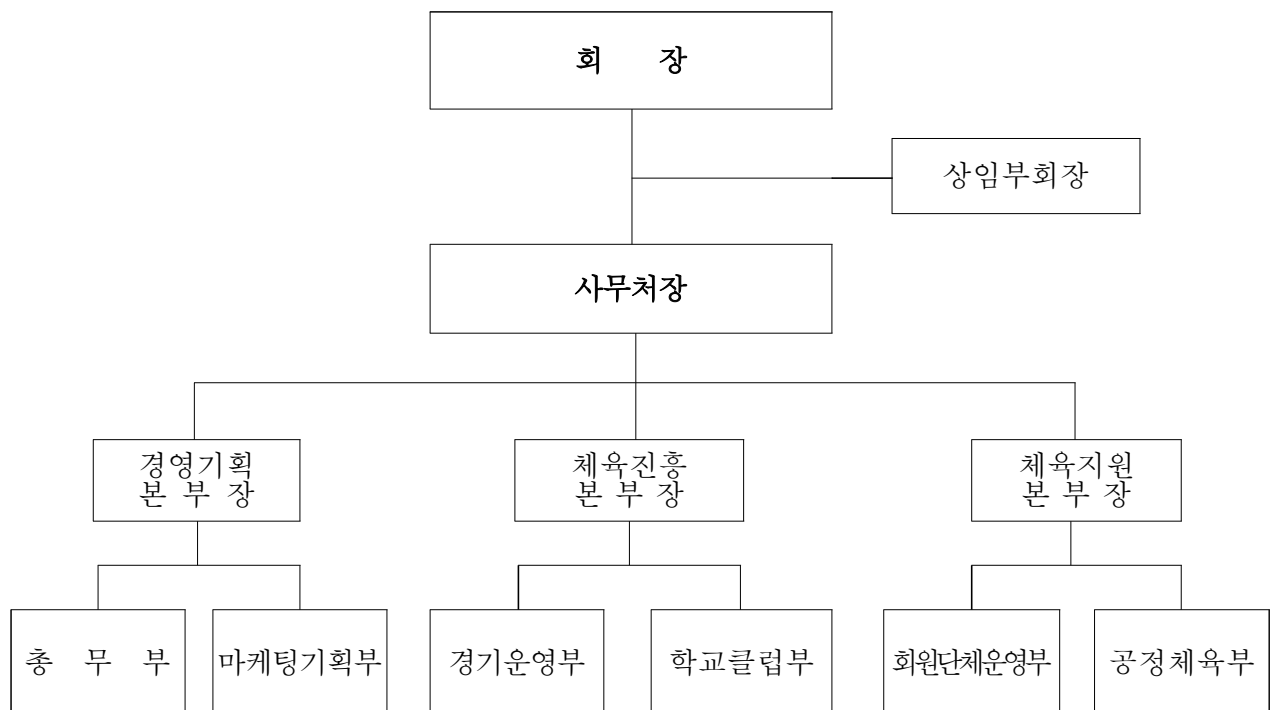 회 장
상임부회장
사무처장
경영기획
본 부 장
체육진흥
본 부 장
체육지원
본 부 장
총 무 부
마케팅기획부
경기운영부
학교클럽부
회원단체운영부
공정체육부